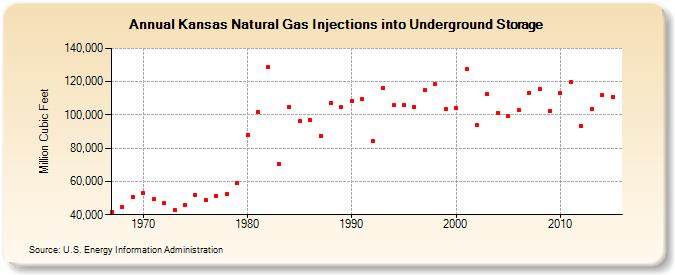 Annual Kansas Natural Gas Injections into Underground Storage
Million Cubic Feet
140,000
120,000
100,000
80,000
60,000
40,000
1970 1980 1990 2000 2010
Source: U.S. Energy Information Administration